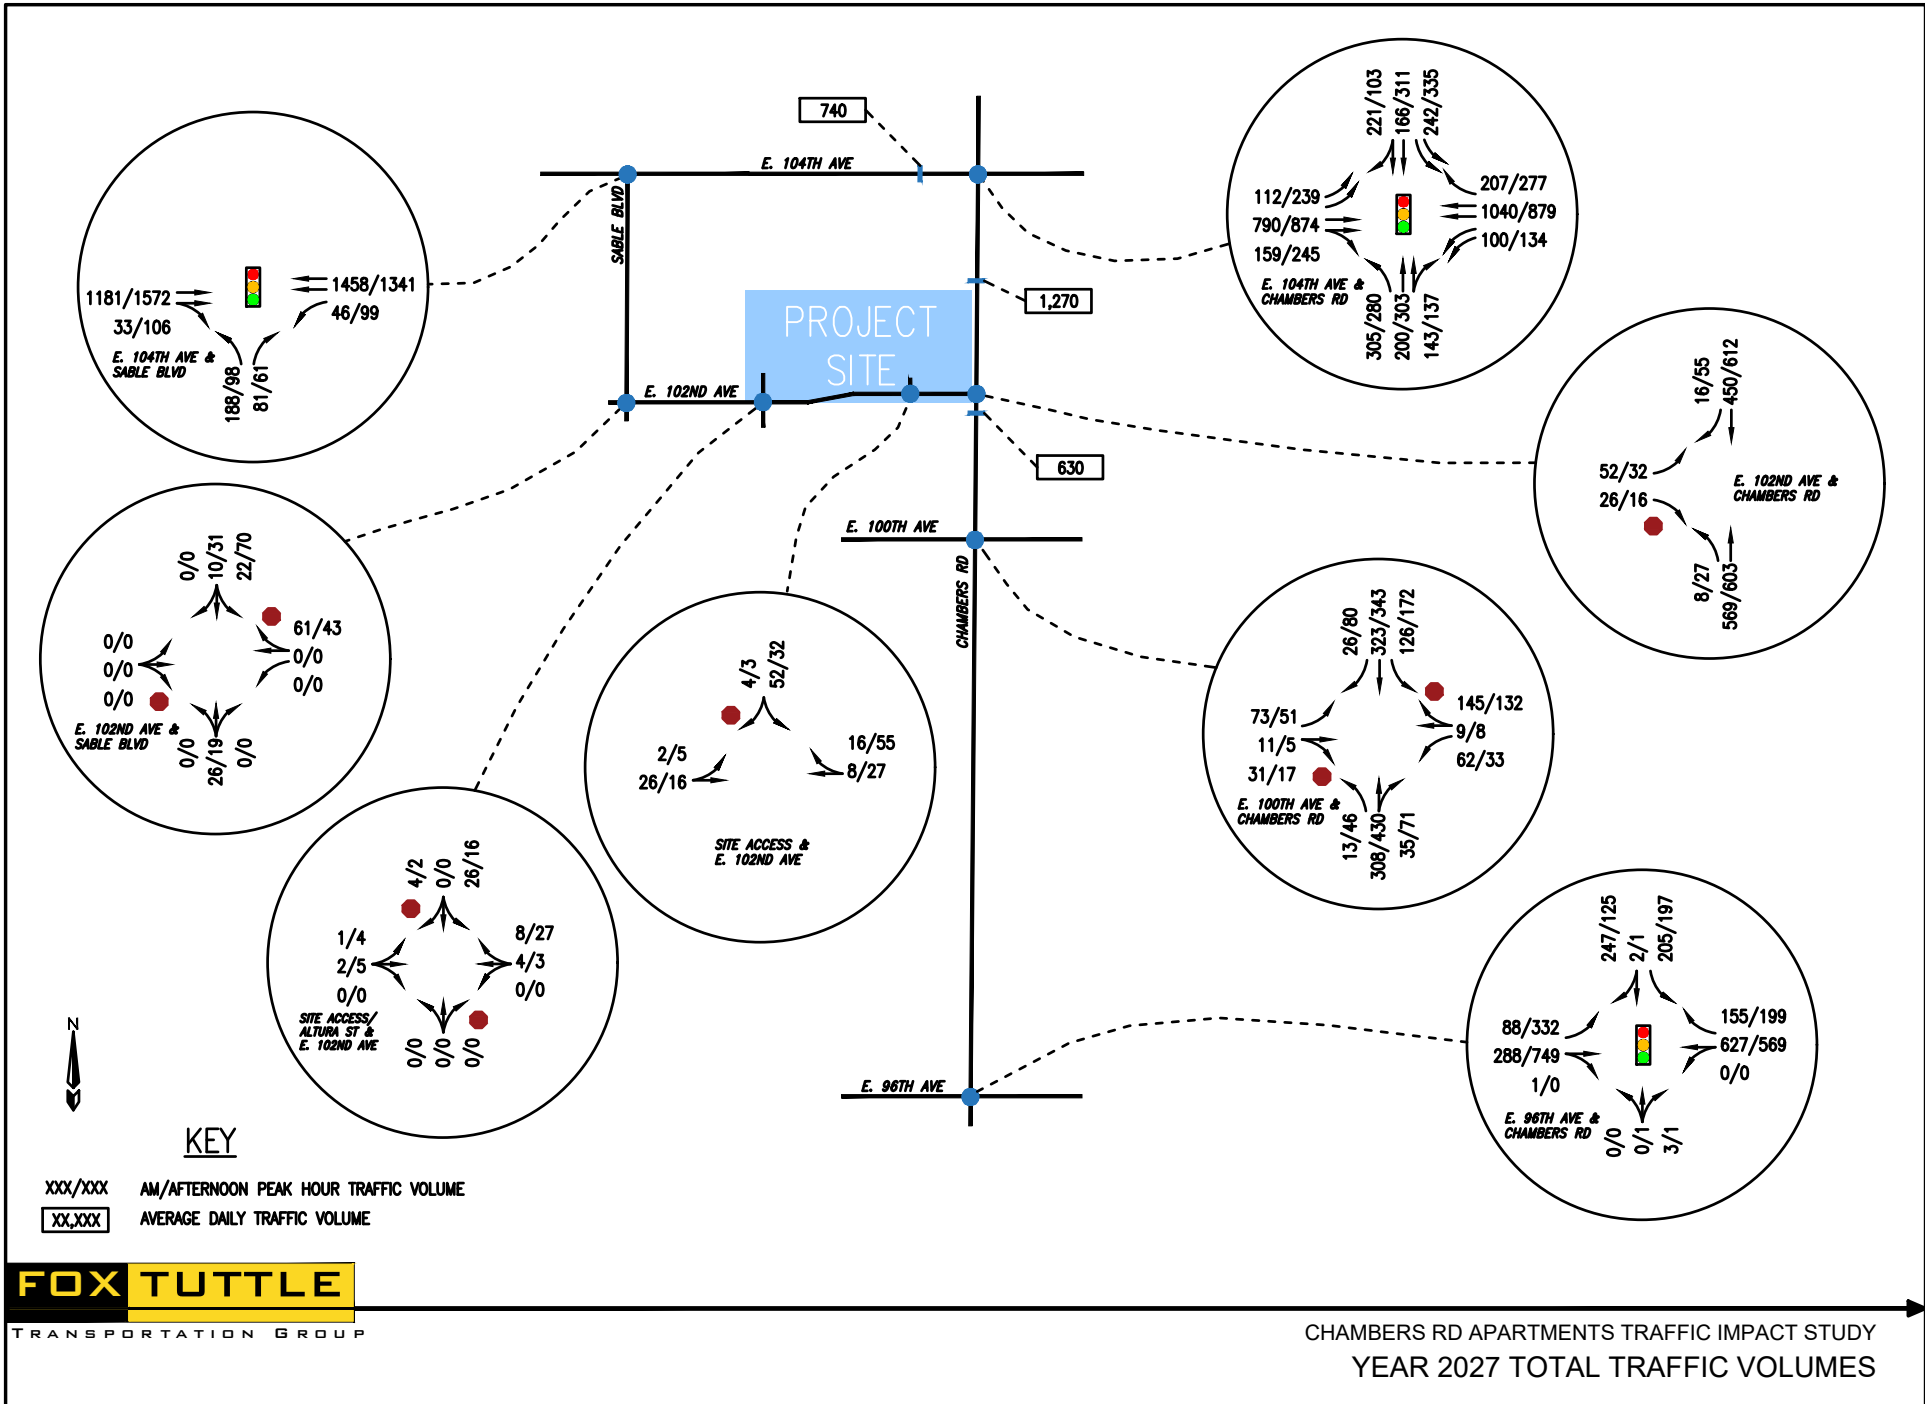 740
E. 104TH AVE
SABLE BLVD
1,270
PROJECT
SITE
E. 102ND AVE
630
E. 100TH AVE
CHAMBERS RD
E. 96TH AVE
1181/1572
33/106
1458/1341
46/99
188/98
81/61
E. 104TH AVE &
SABLE BLVD
221/103
166/311
242/335
112/239
790/874
159/245
207/277
1040/879
100/134
305/280
200/303
143/137
E. 104TH AVE &
CHAMBERS RD
16/55
450/612
52/32
26/16
8/27
569/603
E. 102ND AVE &
CHAMBERS RD
0/0
10/31
22/70
0/0
0/0
0/0
61/43
0/0
0/0
0/0
26/19
0/0
E. 102ND AVE &
SABLE BLVD
4/3
52/32
2/5
26/16
16/55
8/27
SITE ACCESS &
E. 102ND AVE
26/80
323/343
126/172
73/51
11/5
31/17
145/132
9/8
62/33
13/46
308/430
35/71
E. 100TH AVE &
CHAMBERS RD
4/2
0/0
26/16
1/4
2/5
0/0
8/27
4/3
0/0
0/0
0/0
0/0
SITE ACCESS/
ALTURA ST &
E. 102ND AVE
247/125
2/1
205/197
88/332
288/749
1/0
155/199
627/569
0/0
0/0
0/1
3/1
E. 96TH AVE &
CHAMBERS RD
N
KEY
XXX/XXX AM/AFTERNOON PEAK HOUR TRAFFIC VOLUME
XX,XXX AVERAGE DAILY TRAFFIC VOLUME
FOX TUTTLE
TRANSPORTATION GROUP
CHAMBERS RD APARTMENTS TRAFFIC IMPACT STUDY
YEAR 2027 TOTAL TRAFFIC VOLUMES